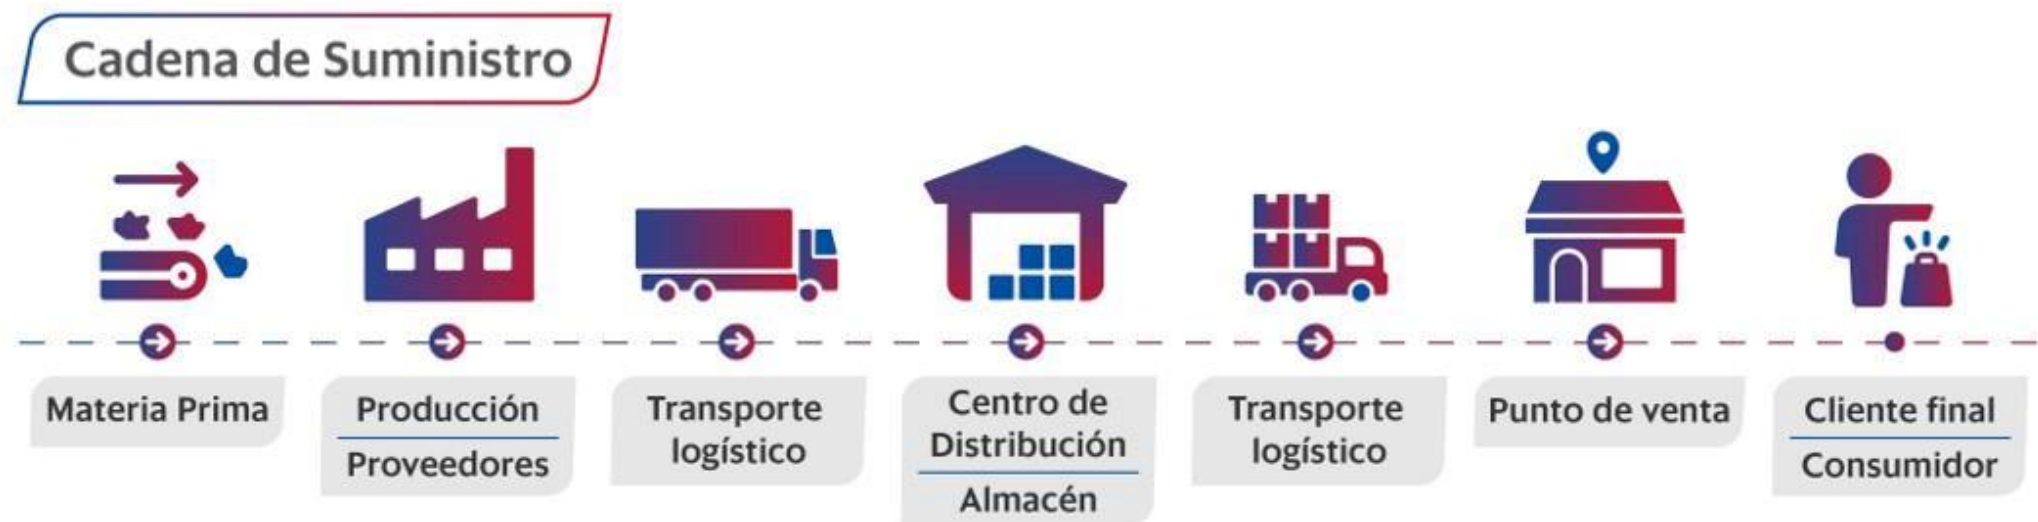 Cadena de Suministro
Materia Prima
Producción
Proveedores
Transporte
logístico
Centro de
Distribución
Almacén
Transporte
logístico
Punto de venta
Cliente final
Consumidor